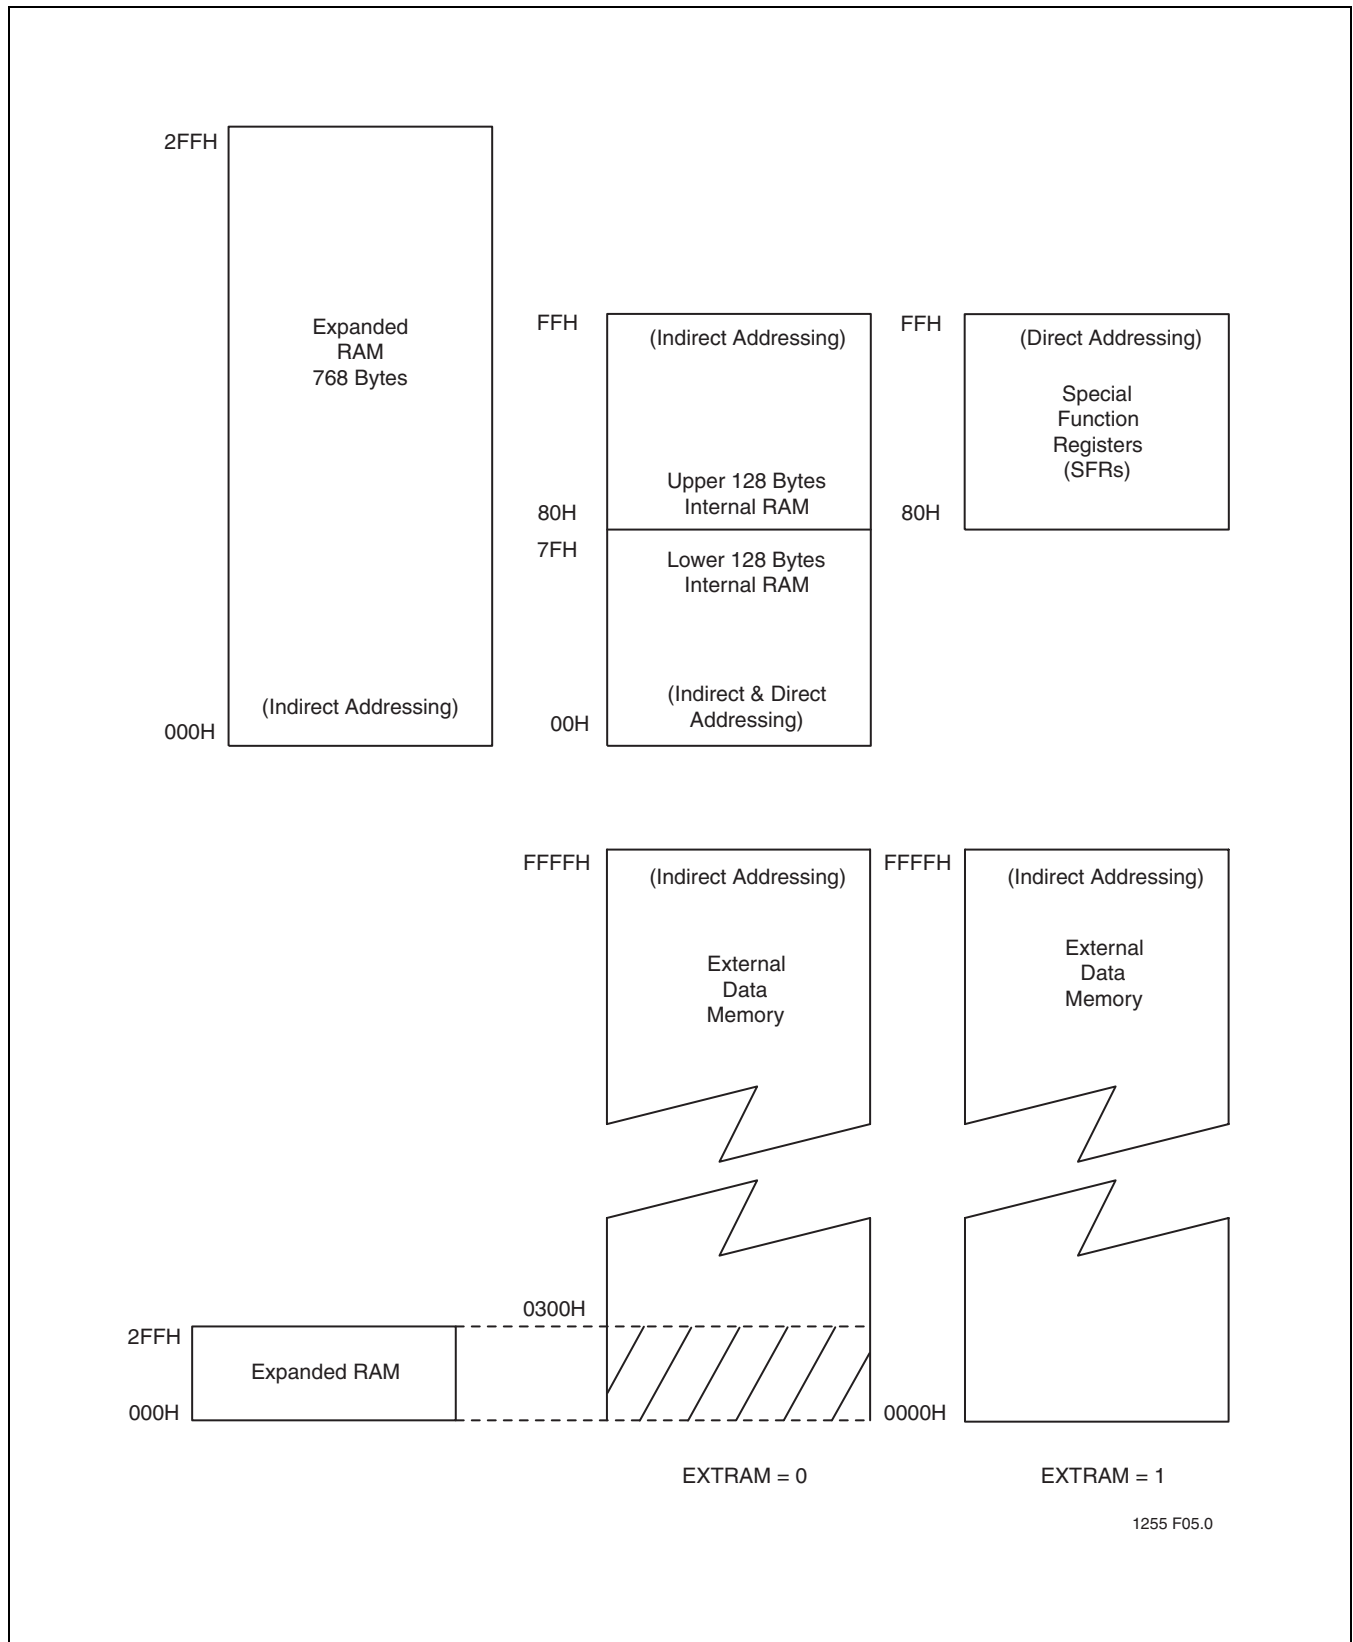 2FFH
Expanded
RAM
768 Bytes
(Indirect Addressing)
000H
FFH
(Indirect Addressing)
Upper 128 Bytes
Internal RAM
80H
7FH
Lower 128 Bytes
Internal RAM
(Indirect & Direct
Addressing)
00H
FFH
(Direct Addressing)
Special
Function
Registers
(SFRs)
80H
FFFFH
(Indirect Addressing)
External
Data
Memory
FFFFH
(Indirect Addressing)
External
Data
Memory
0300H
2FFH
Expanded RAM
000H
0000H
EXTRAM = 0
EXTRAM = 1
1255 F05.0